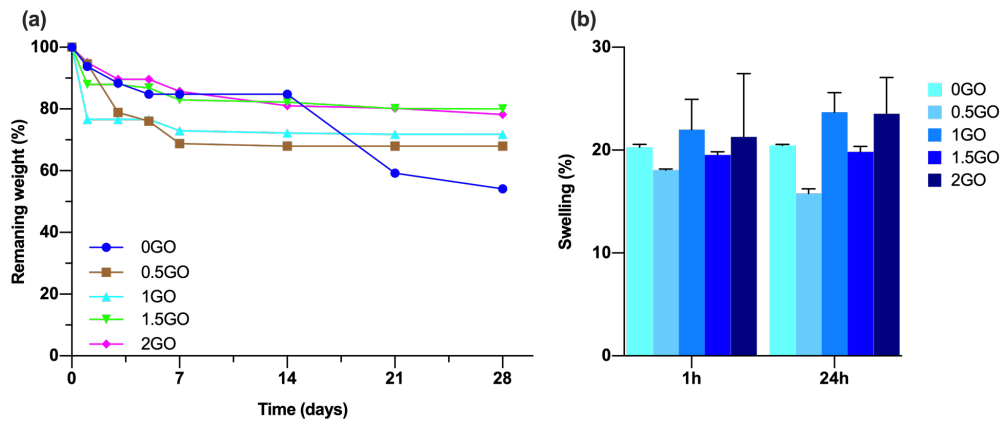 (a)
100
80
60
40
20
0
Remaning weight (%)
0GO
0.5GO
1GO
1.5GO
2GO
0 7 14 21 28
Time (days)
(b)
30
20
10
0
Swelling (%)
1h 24h
0GO
0.5GO
1GO
1.5GO
2GO